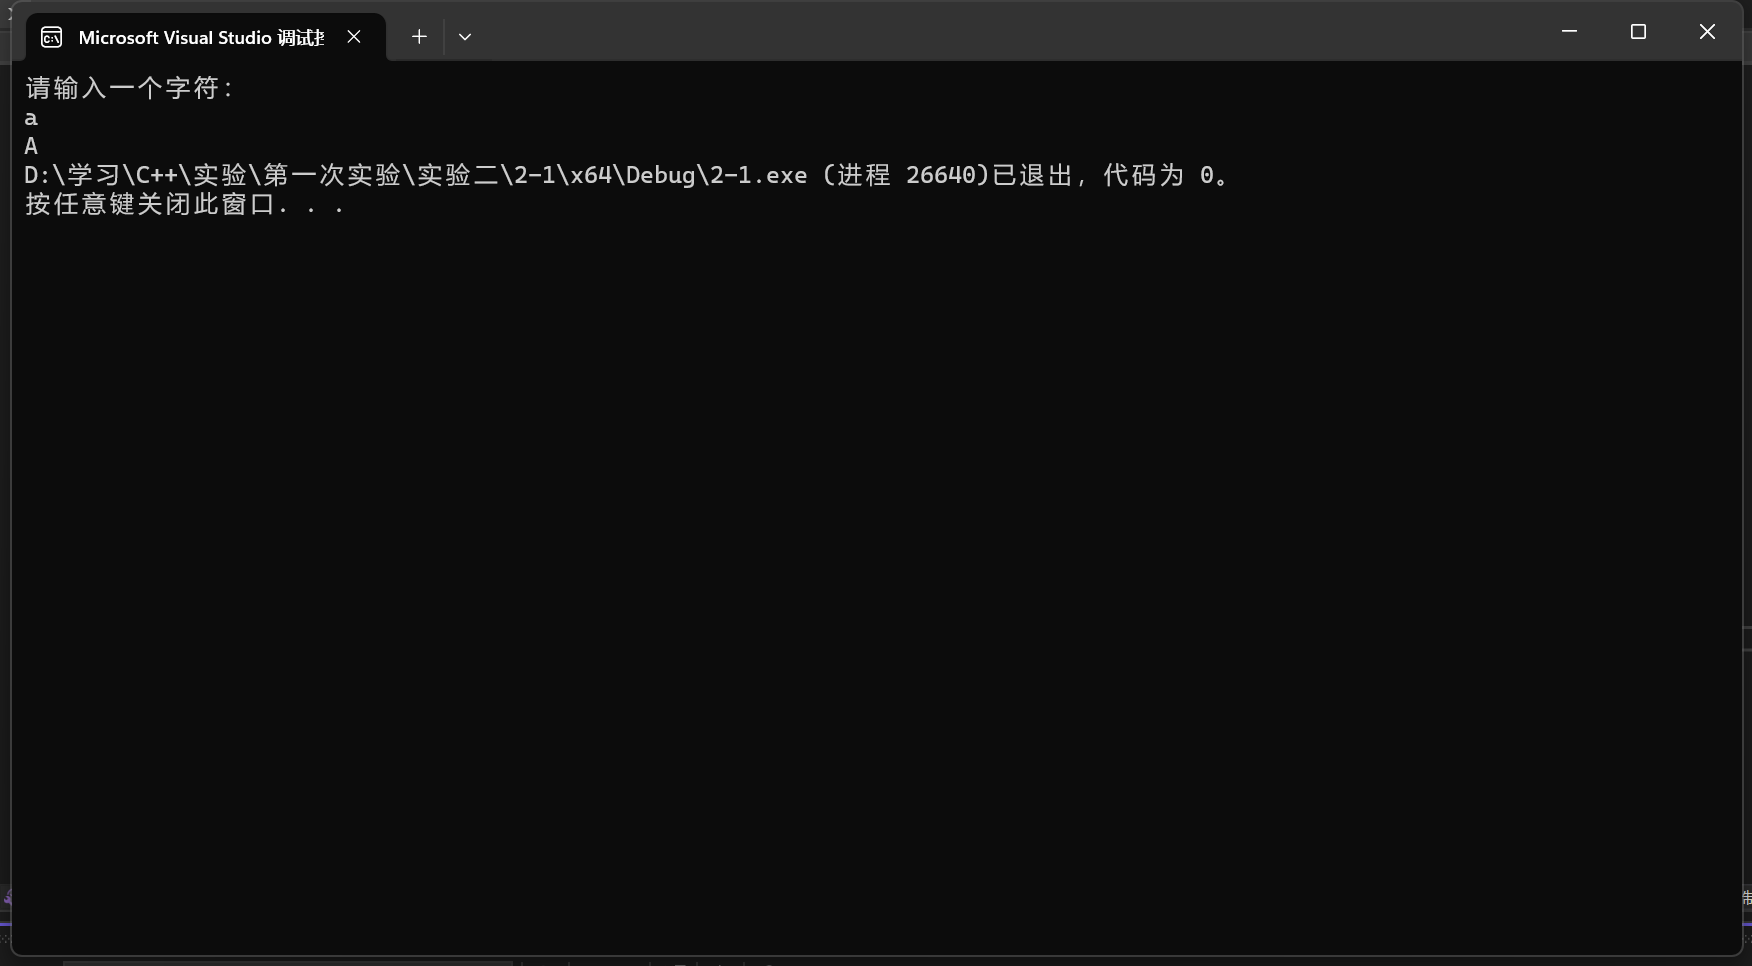 Microsoft Visual Studio 调试
请输入一个字符:
a
A
D:\学习\C++\实验\第一次实验\实验二\2-1\x64\Debug\2-1.exe (进程 26640)已退出, 代码为 0。
按任意键关闭此窗口. . .